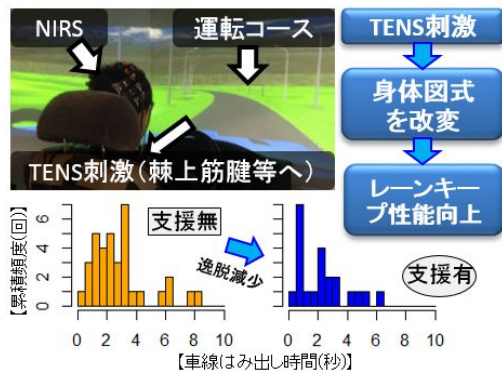 NIRS
運転コース
TENS刺激(棘上筋腱等へ)
TENS刺激
身体図式
を改変
レーンキー
プ性能向上
【累積頻度(回)】
6
4
2
0
支援無
逸脱減少
支援有
0 2 4 6 8 10
0 2 4 6 8 10
【車線はみ出し時間(秒)】